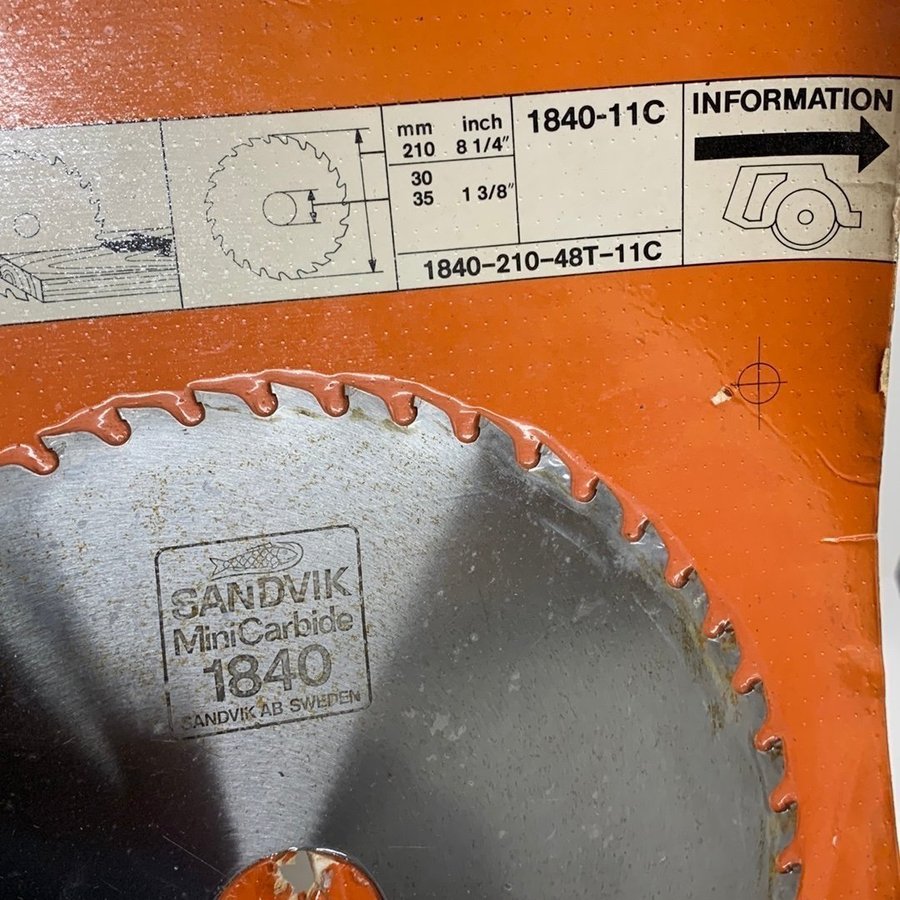 mm inch
210 8 1/4"
30
35 1 3/8"
1840-11C
1840-210-48T-11C
INFORMATION
SANDVIK
MiniCarbide
1840
SANDVIK AB SWEDEN